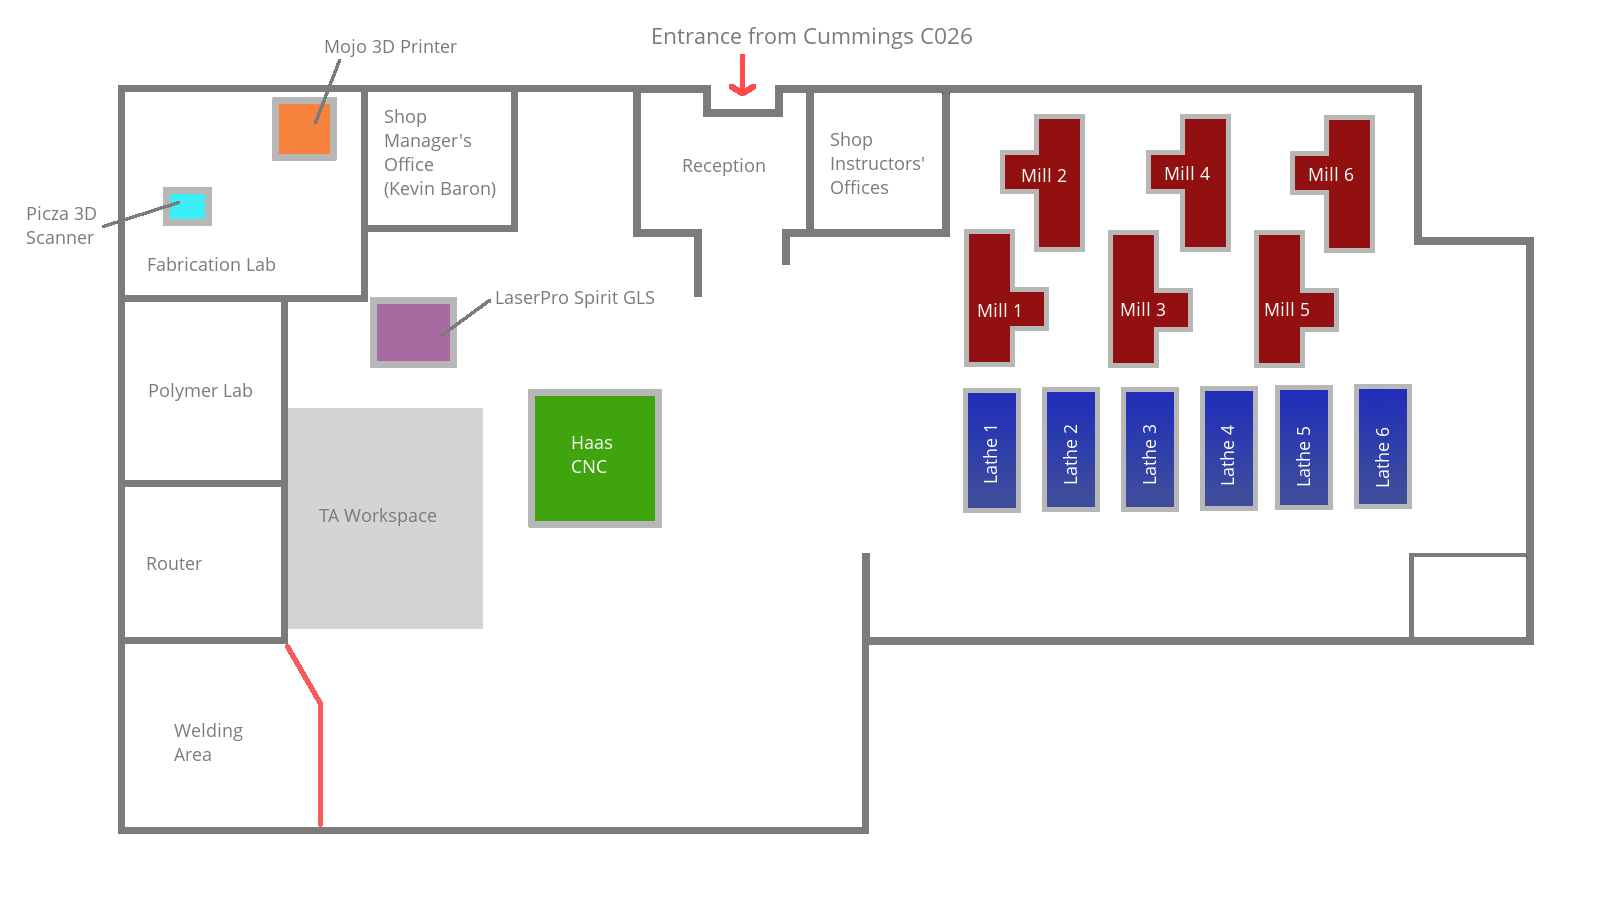 Entrance from Cummings C026
Mojo 3D Printer
Shop
Manager's
Office
(Kevin Baron)
Reception
Shop
Instructors'
Offices
Mill 2
Mill 4
Mill 6
Picza 3D
Scanner
Fabrication Lab
LaserPro Spirit GLS
Mill 1
Mill 3
Mill 5
Polymer Lab
Haas
CNC
Lathe 1
Lathe 2
Lathe 3
Lathe 4
Lathe 5
Lathe 6
TA Workspace
Router
Welding
Area